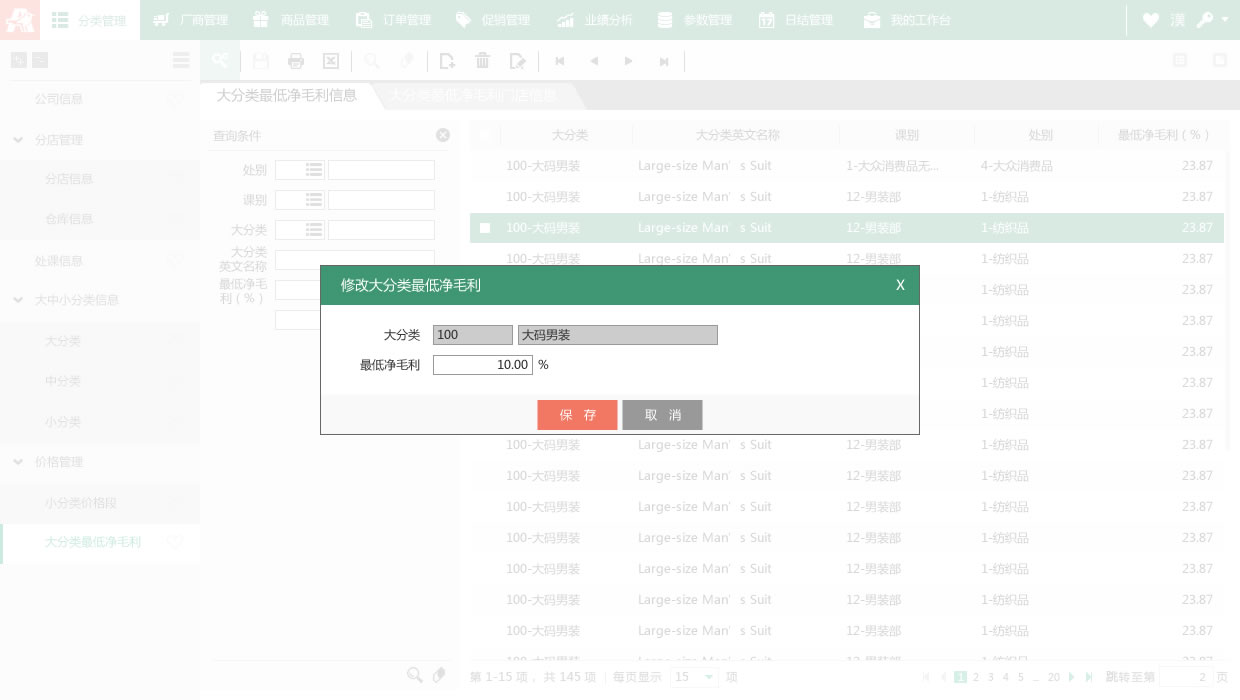 分类管理 厂商管理 商品管理 订单管理 促销管理 业绩分析 参数管理 日结管理 我的工作台 漢
公司信息
分店管理
分店信息
仓库信息
处课信息
大中小分类信息
大分类
中分类
小分类
价格管理
小分类价格段
大分类最低净毛利
大分类最低净毛利信息 大分类最低净毛利门店信息
查询条件
处别
课别
大分类
大分类
英文名称
最低净毛
利（%）
大分类 大分类英文名称 课别 处别 最低净毛利（%）
100-大码男装 Large-size Man's Suit 1-大众消费品无... 4-大众消费品 23.87
100-大码男装 Large-size Man's Suit 12-男装部 1-纺织品 23.87
100-大码男装 Large-size Man's Suit 12-男装部 1-纺织品 23.87
100-大码男装 Large-size Man's Suit 12-男装部 1-纺织品 23.87
1-纺织品 23.87
1-纺织品 23.87
1-纺织品 23.87
1-纺织品 23.87
1-纺织品 23.87
修改大分类最低净毛利 X
大分类 100 大码男装
最低净毛利 10.00 %
保 存 取 消
100-大码男装 Large-size Man's Suit 12-男装部 1-纺织品 23.87
100-大码男装 Large-size Man's Suit 12-男装部 1-纺织品 23.87
100-大码男装 Large-size Man's Suit 12-男装部 1-纺织品 23.87
100-大码男装 Large-size Man's Suit 12-男装部 1-纺织品 23.87
100-大码男装 Large-size Man's Suit 12-男装部 1-纺织品 23.87
100-大码男装 Large-size Man's Suit 12-男装部 1-纺织品 23.87
100-大码男装 Large-size Man's Suit 12-男装部 1-纺织品 23.87
100-大码男装 Large-size Man's Suit 12-男装部 1-纺织品 23.87
第 1-15 项 ，共 145 项 每页显示 15 项 1 2 3 4 5 ... 20 跳转至第 2 页